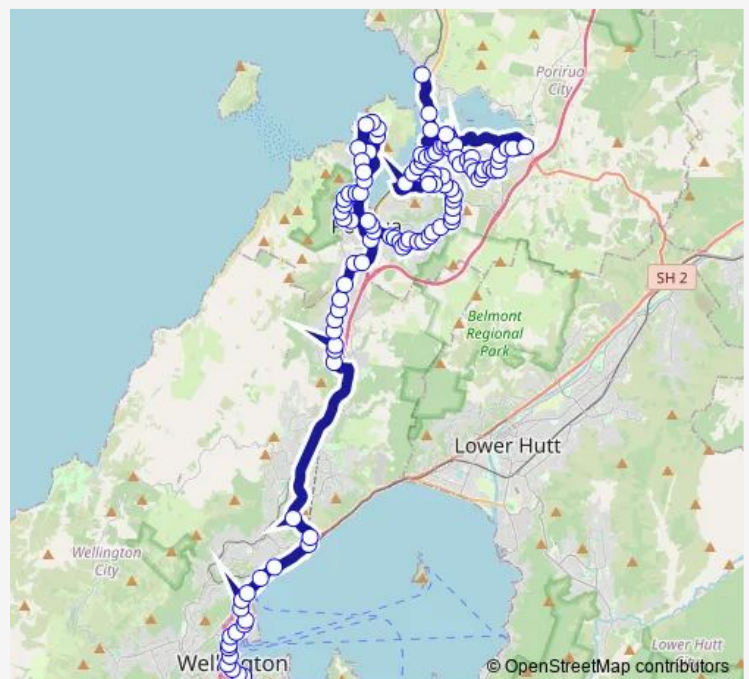 Porirua
City
SH 2
Belmont
Regional
Park
Lower Hutt
Wellington
City
Lower Hutt
Wellington
© OpenStreetMap contributors